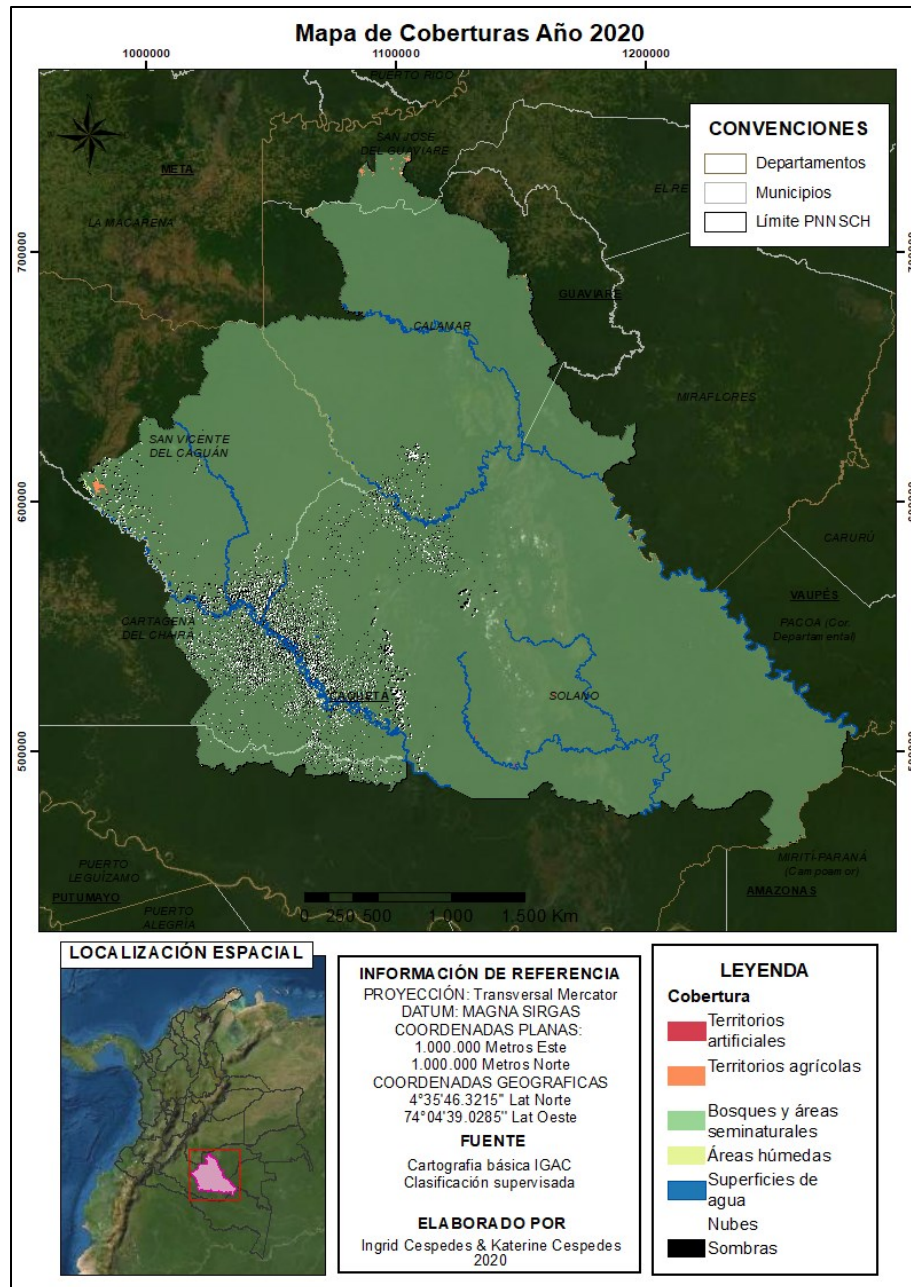 Mapa de Coberturas Año 2020
1000000
1100000
1200000
PUERTO RICO
SAN JOSE
DEL GUAVIARE
META
LA MACARENA
CONVENCIONES
Departamentos
Municipios
Límite PNNSCH
700000
GUAVIARE
CALAMAR
MIRAFLORES
SAN VICENTE
DEL CAGUÁN
600000
CARURÚ
VAUPÉS
PACOA (Cor.
Departamental)
CARTAGENA
DEL CHAIRÁ
CAQUETÁ
SOLANO
500000
MIRITÍ-PARANÁ
(Campoamor)
AMAZONAS
PUERTO
LEGUÍZAMO
PUTUMAYO
PUERTO
ALEGRÍA
0 250 500 1.000 1.500 Km
LOCALIZACIÓN ESPACIAL
INFORMACIÓN DE REFERENCIA
PROYECCIÓN: Transversal Mercator
DATUM: MAGNA SIRGAS
COORDENADAS PLANAS:
1.000.000 Metros Este
1.000.000 Metros Norte
COORDENADAS GEOGRAFICAS
4°35'46.3215" Lat Norte
74°04'39.0285" Lat Oeste
FUENTE
Cartografia básica IGAC
Clasificación supervisada
ELABORADO POR
Ingrid Cespedes & Katerine Cespedes
2020
LEYENDA
Cobertura
Territorios
artificiales
Territorios agrícolas
Bosques y áreas
seminaturales
Áreas húmedas
Superficies de
agua
Nubes
Sombras